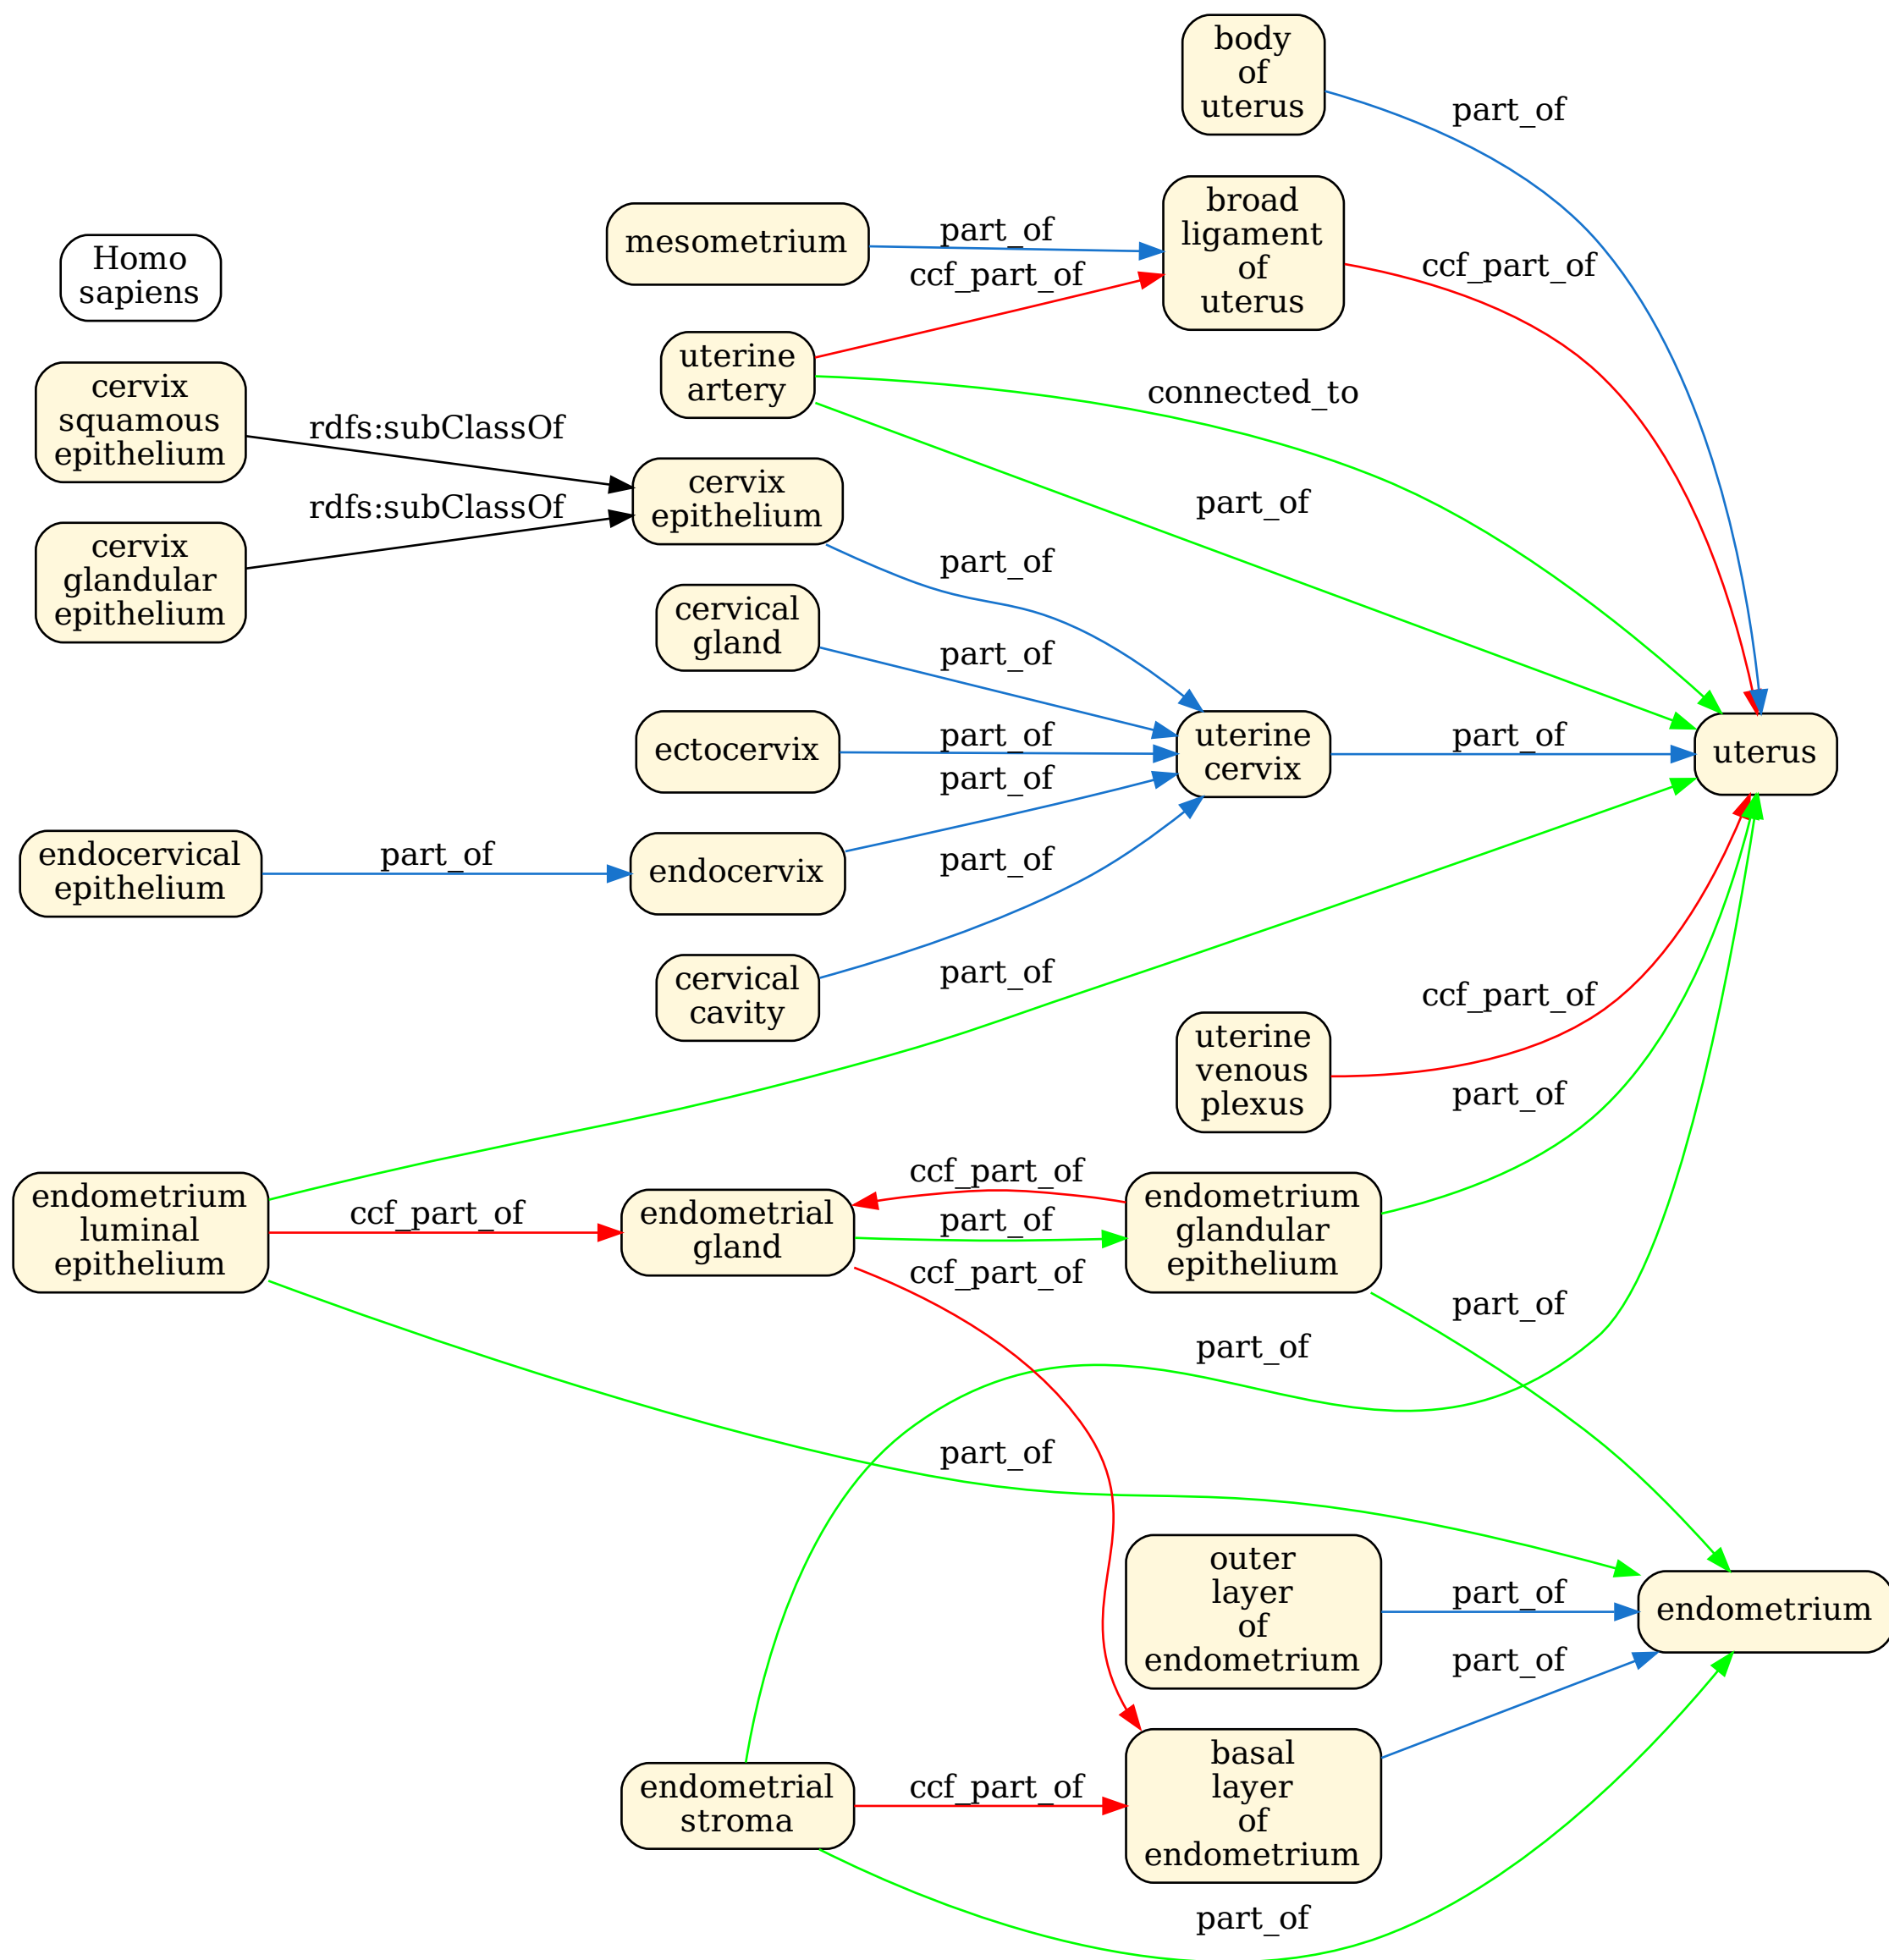 body
of
uterus
part_of
broad
ligament
of
uterus
mesometrium
part_of
ccf_part_of
ccf_part_of
Homo
sapiens
uterine
artery
connected_to
cervix
squamous
epithelium
rdfs:subClassOf
cervix
epithelium
part_of
rdfs:subClassOf
cervix
glandular
epithelium
part_of
cervical
gland
part_of
ectocervix
part_of
uterine
cervix
part_of
uterus
part_of
endocervical
epithelium
part_of
endocervix
part_of
cervical
cavity
part_of
ccf_part_of
uterine
venous
plexus
part_of
endometrium
luminal
epithelium
ccf_part_of
endometrial
gland
ccf_part_of
part_of
ccf_part_of
endometrium
glandular
epithelium
part_of
part_of
part_of
outer
layer
of
endometrium
part_of
endometrium
part_of
endometrial
stroma
ccf_part_of
basal
layer
of
endometrium
part_of